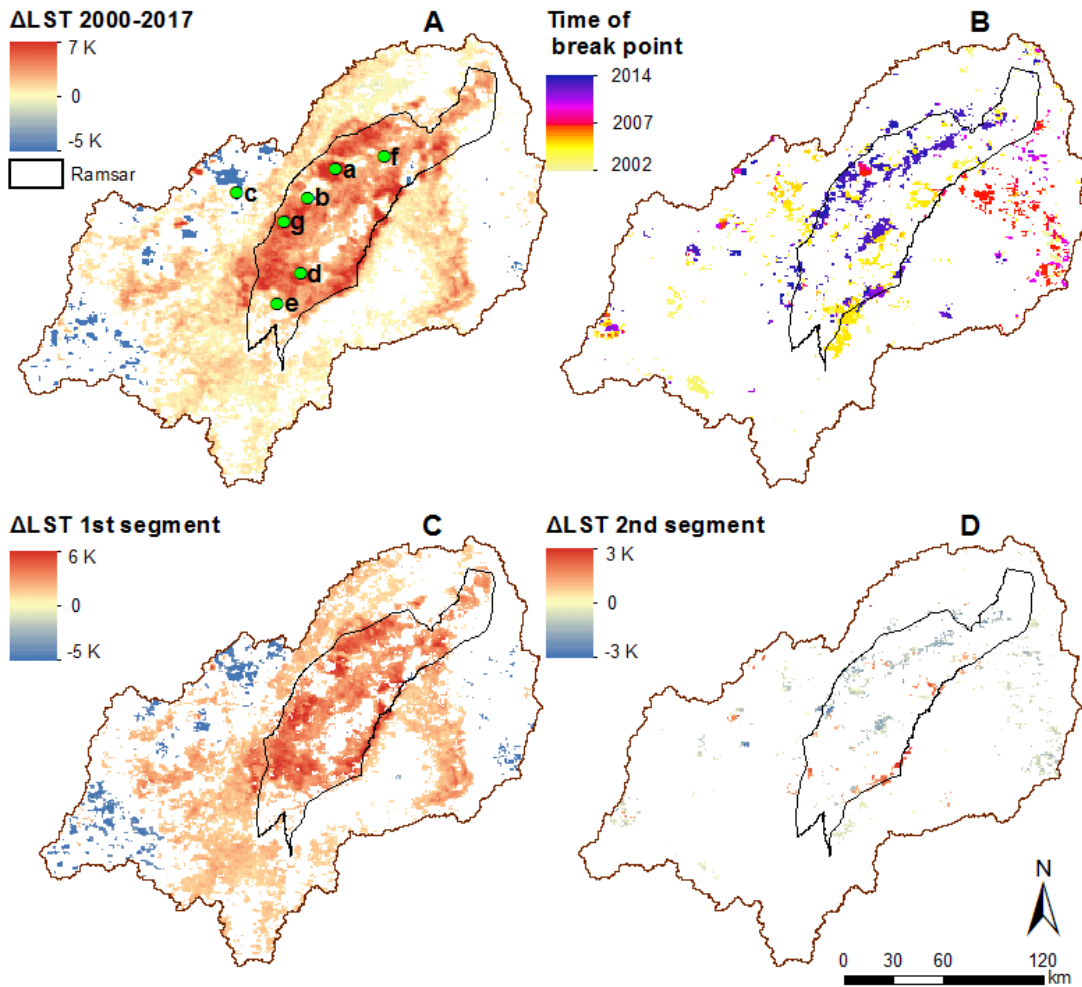 ΔLST 2000-2017
A
7 K
0
-5 K
Ramsar
a
f
c
b
g
d
e
Time of
break point
B
2014
2007
2002
ΔLST 1st segment
C
6 K
0
-5 K
ΔLST 2nd segment
D
3 K
0
-3 K
N
0 30 60 120
km